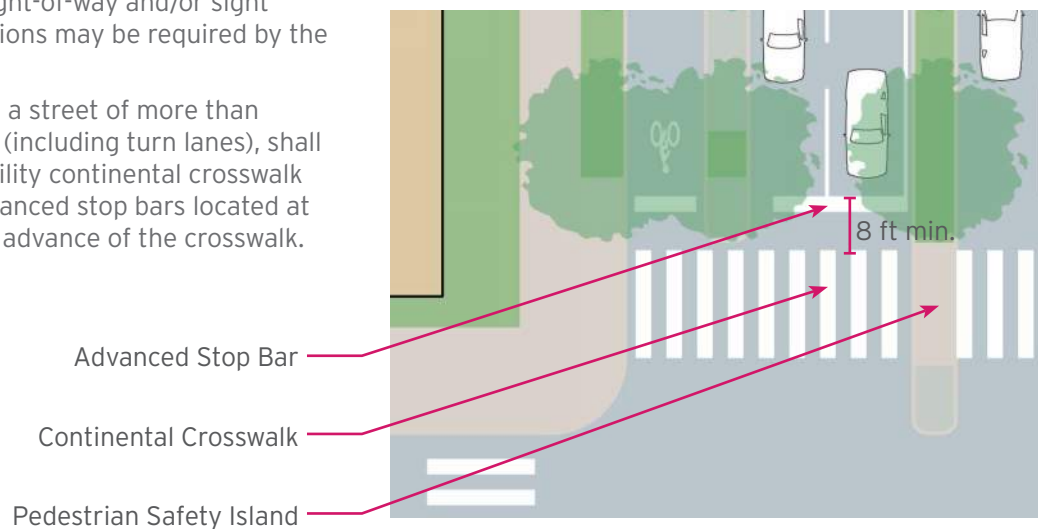 ght-of-way and/or sight
ions may be required by the
a street of more than
(including turn lanes), shall
ility continental crosswalk
anced stop bars located at
advance of the crosswalk.
8 ft min.
Advanced Stop Bar
Continental Crosswalk
Pedestrian Safety Island